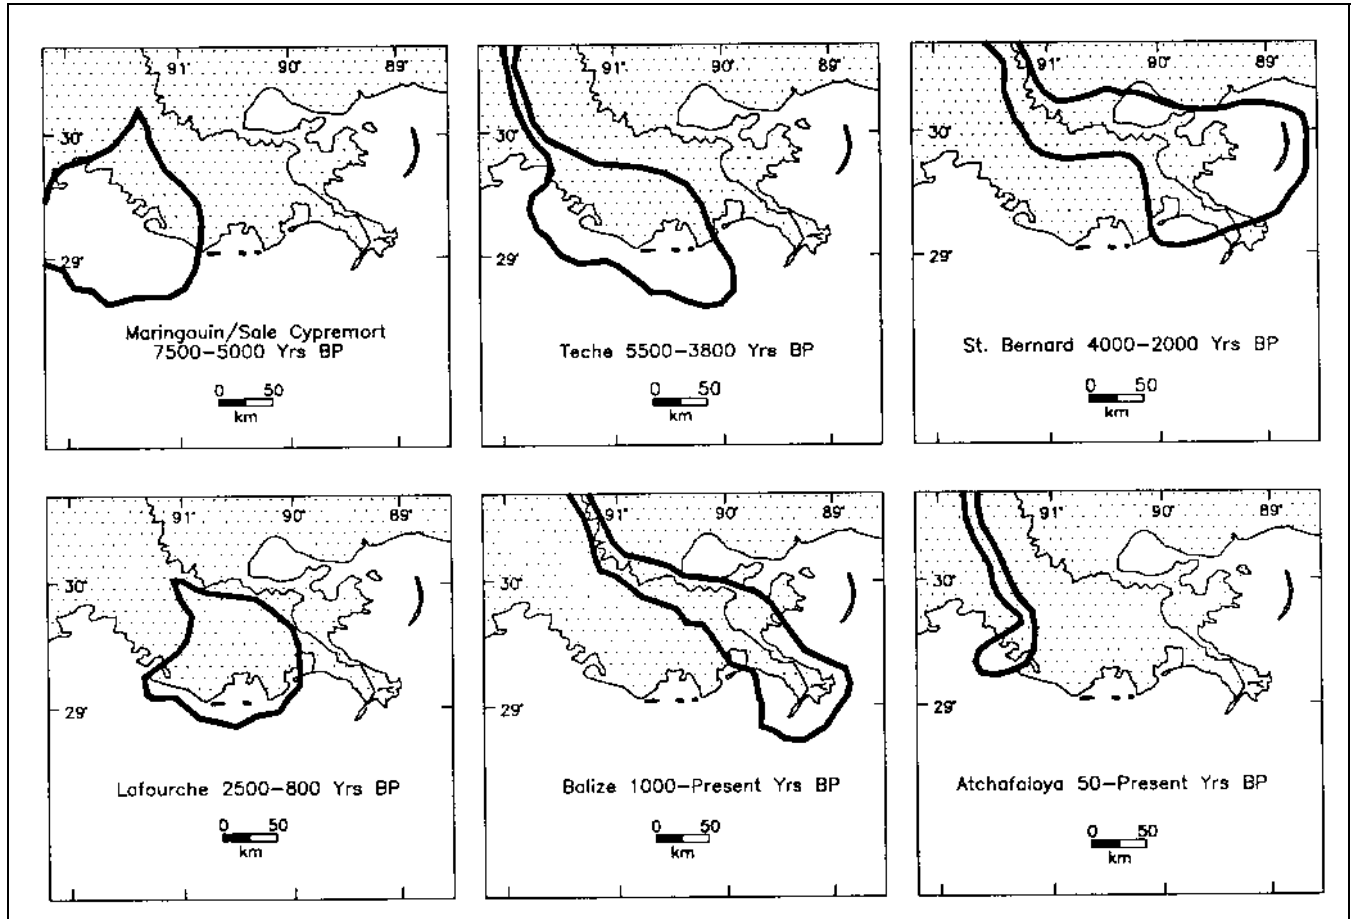 91°
90°
89°
30°
29°
Maringouin/Sale Cypremort
7500-5000 Yrs BP
0 50
km
91°
90°
89°
30°
29°
Teche 5500-3800 Yrs BP
0 50
km
91°
90°
89°
30°
29°
St. Bernard 4000-2000 Yrs BP
0 50
km
91°
90°
89°
30°
29°
Lafourche 2500-800 Yrs BP
0 50
km
91°
90°
89°
30°
29°
Balize 1000-Present Yrs BP
0 50
km
91°
90°
89°
30°
29°
Atchafalaya 50-Present Yrs BP
0 50
km